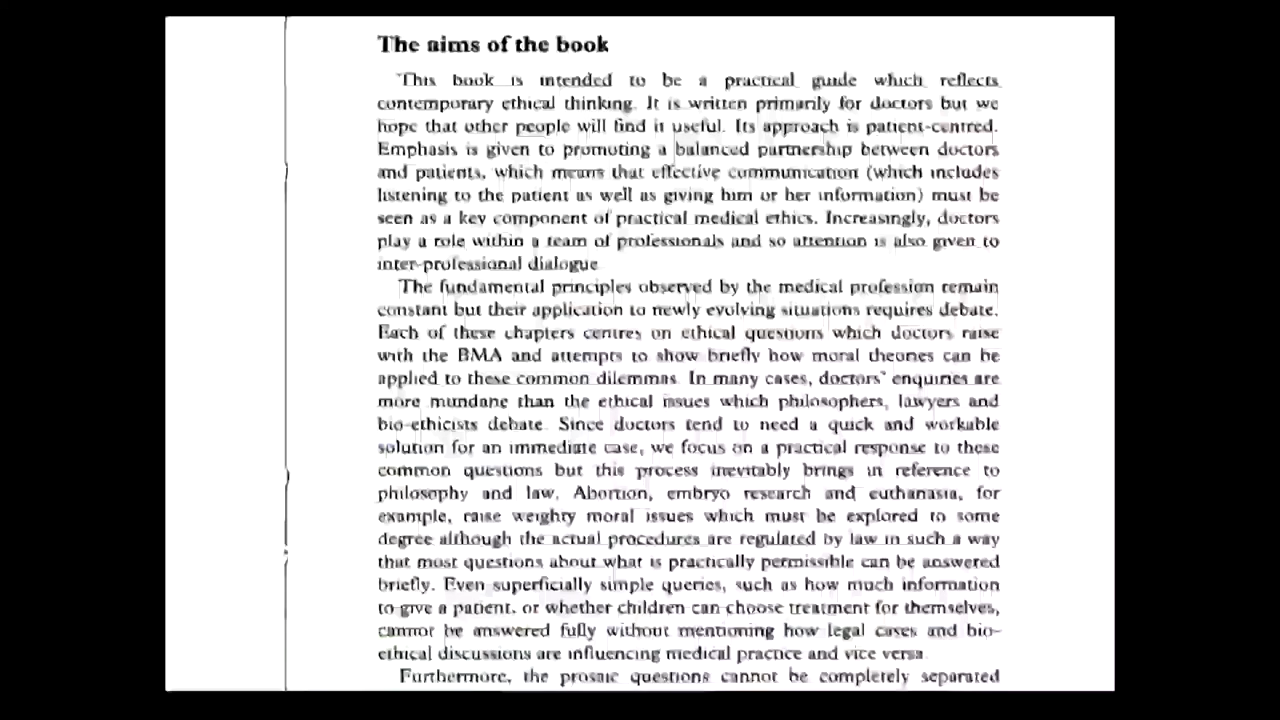 The aims of the book
This book is intended to be a practical guide which reflects
contemporary ethical thinking. It is written primarily for doctors but we
hope that other people will find it useful. Its approach is patient-centred.
Emphasis is given to promoting a balanced partnership between doctors
and patients, which means that effective communication (which includes
listening to the patient as well as giving him or her information) must be
seen as a key component of practical medical ethics. Increasingly, doctors
play a role within a team of professionals and so attention is also given to
inter-professional dialogue
The fundamental principles observed by the medical profession remain
constant but their application to newly evolving situations requires debate.
Each of these chapters centres on ethical questions which doctors raise
with the BMA and attempts to show briefly how moral theories can be
applied to these common dilemmas. In many cases, doctors' enquiries are
more mundane than the ethical issues which philosophers, lawyers and
bio-ethicists debate. Since doctors tend to need a quick and workable
solution for an immediate case, we focus on a practical response to these
common questions but this process inevitably brings in reference to
philosophy and law. Abortion, embryo research and euthanasia, for
example, raise weighty moral issues which must be explored to some
degree although the actual procedures are regulated by law in such a way
that most questions about what is practically permissible can be answered
briefly. Even superficially simple queries, such as how much information
to give a patient, or whether children can choose treatment for themselves,
cannot be answered fully without mentioning how legal cases and bio-
ethical discussions are influencing medical practice and vice versa.
Furthermore, the prosaic questions cannot be completely separated